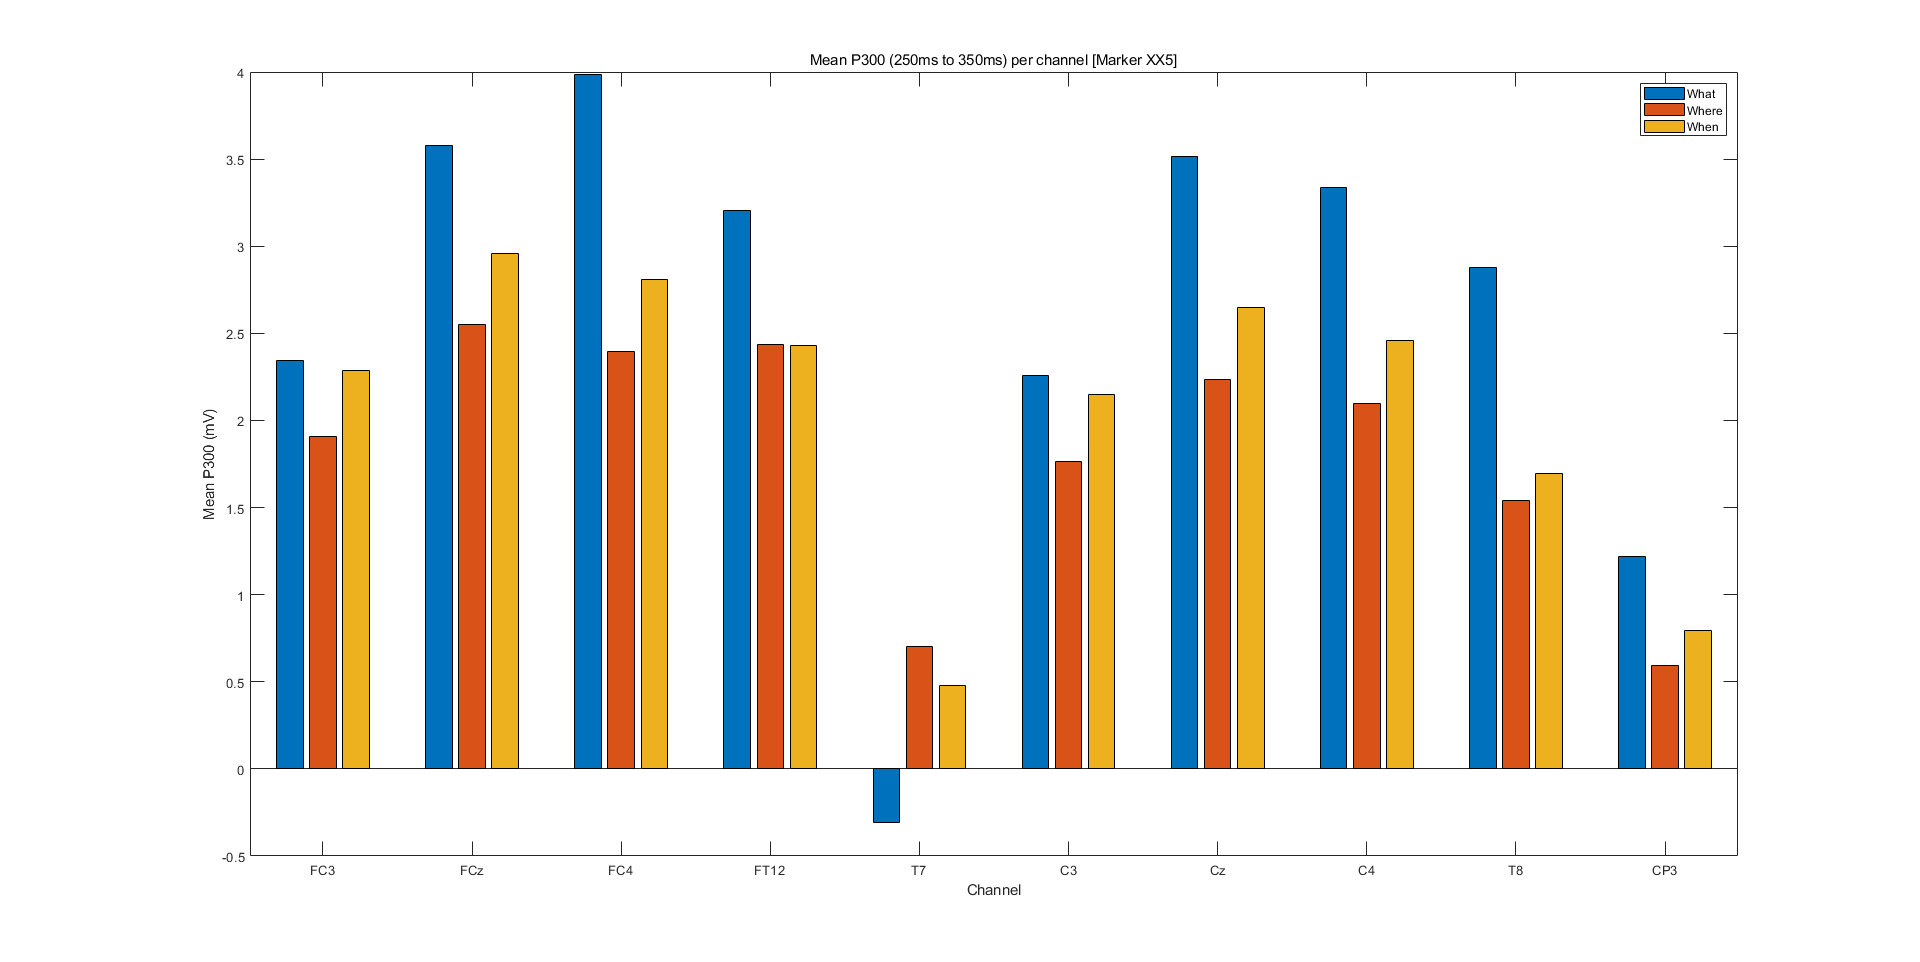 Mean P300 (250ms to 350ms) per channel [Marker XX5]
What
Where
When
4
3.5
3
2.5
2
1.5
1
0.5
0
-0.5
Mean P300 (mV)
FC3 FCz FC4 FT12 T7 C3 Cz C4 T8 CP3
Channel